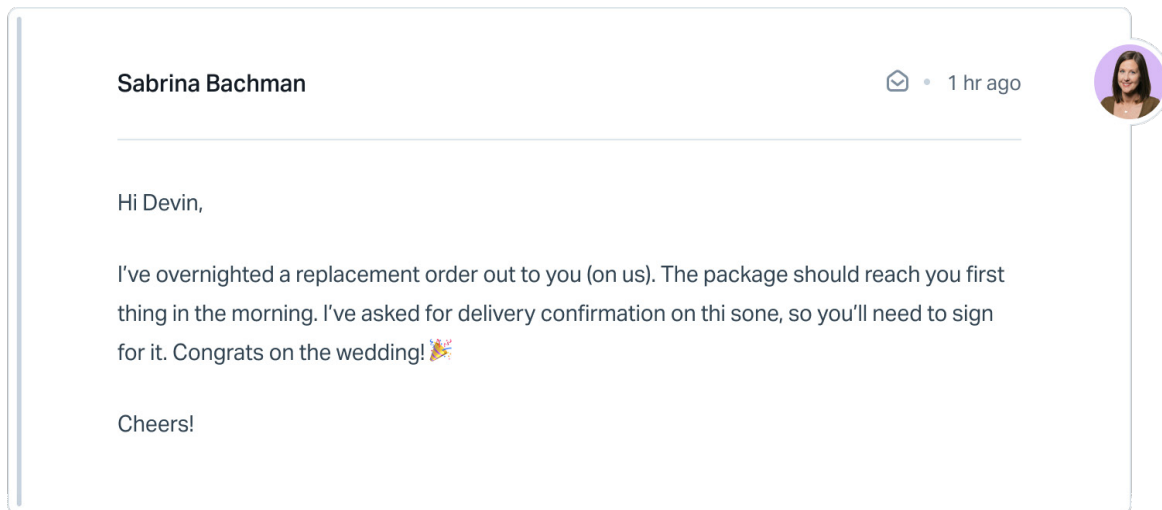 Sabrina Bachman
1 hr ago
Hi Devin,
I’ve overnighted a replacement order out to you (on us). The package should reach you first
thing in the morning. I’ve asked for delivery confirmation on thi sone, so you’ll need to sign
for it. Congrats on the wedding! 🎉
Cheers!